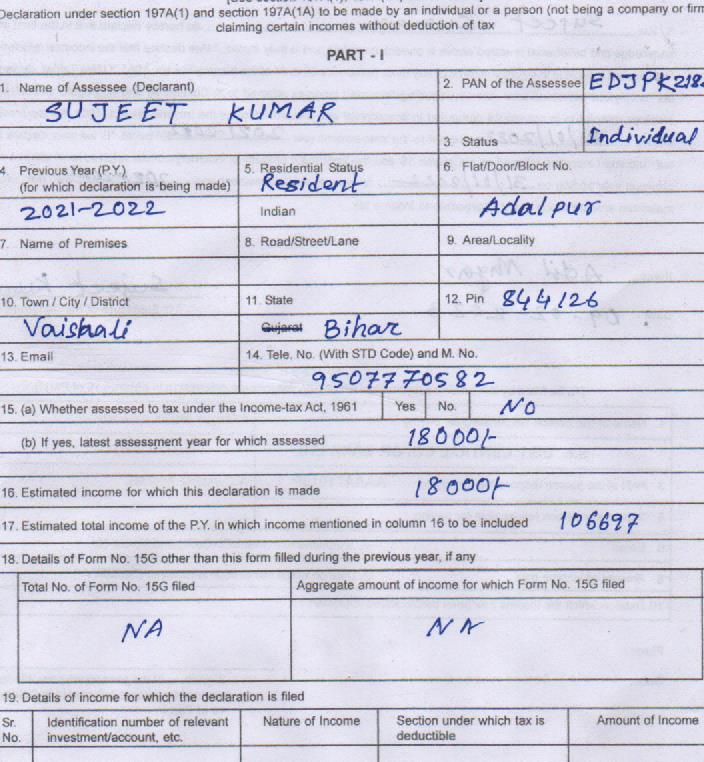 Declaration under section 197A(1) and section 197A(1A) to be made by an individual or a person (not being a company or firm
claiming certain incomes without deduction of tax
PART - I
1. Name of Assessee (Declarant)
SUJEET KUMAR
2. PAN of the Assessee EDJPK218
3. Status Individual
4. Previous Year (P.Y.)
(for which declaration is being made)
2021-2022
5. Residential Status
Resident
Indian
6. Flat/Door/Block No.
Adalpur
7. Name of Premises
8. Road/Street/Lane
9. Area/Locality
10. Town / City / District
Vaishali
11. State
Gujarat Bihar
12. Pin 844126
13. Email
14. Tele. No. (With STD Code) and M. No.
9507770582
15. (a) Whether assessed to tax under the Income-tax Act, 1961 Yes No. NO
(b) If yes, latest assessment year for which assessed 18000/-
16. Estimated income for which this declaration is made 18000/-
17. Estimated total income of the P.Y. in which income mentioned in column 16 to be included 106697
18. Details of Form No. 15G other than this form filled during the previous year, if any
Total No. of Form No. 15G filed
Aggregate amount of income for which Form No. 15G filed
NA
NA
19. Details of income for which the declaration is filed
Sr.
No.
Identification number of relevant
investment/account, etc.
Nature of Income
Section under which tax is
deductible
Amount of Income